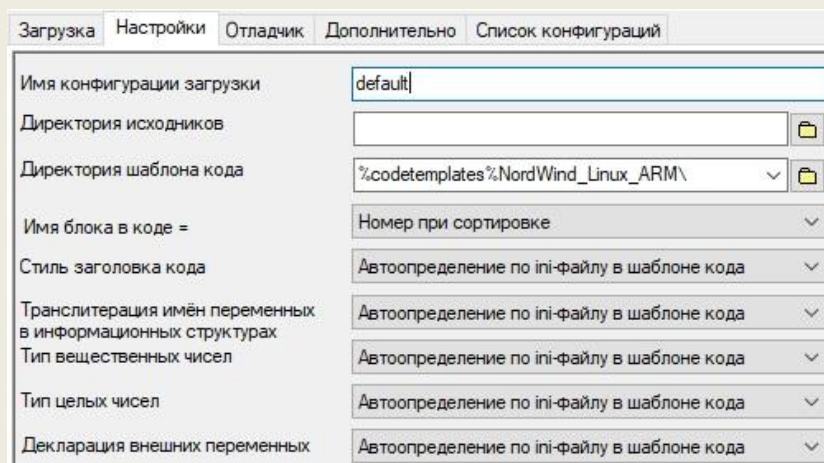 Загрузка Настройки Отладчик Дополнительно Список конфигураций
Имя конфигурации загрузки default
Директория исходников
Директория шаблона кода %codetemplates%NordWind_Linux_ARM\
Имя блока в коде = Номер при сортировке
Стиль заголовка кода Автоопределение по ini-файлу в шаблоне кода
Транслитерация имён переменных
в информационных структурах Автоопределение по ini-файлу в шаблоне кода
Тип вещественных чисел Автоопределение по ini-файлу в шаблоне кода
Тип целых чисел Автоопределение по ini-файлу в шаблоне кода
Декларация внешних переменных Автоопределение по ini-файлу в шаблоне кода